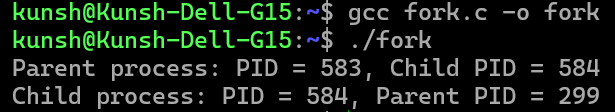 kunsh@Kunsh-Dell-G15:~$ gcc fork.c -o fork
kunsh@Kunsh-Dell-G15:~$ ./fork
Parent process: PID = 583, Child PID = 584
Child process: PID = 584, Parent PID = 299